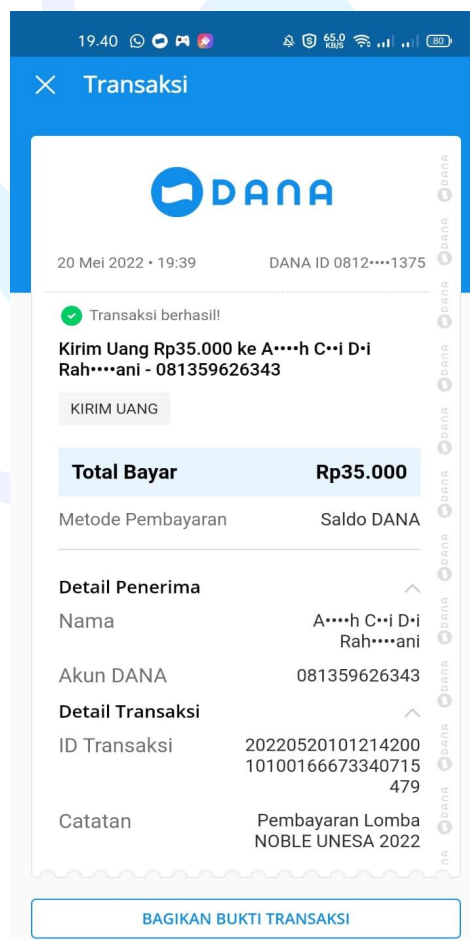 19.40 65.0 KB/S 80
Transaksi
DANA
20 Mei 2022 • 19:39 DANA ID 0812••••1375
Transaksi berhasil!
Kirim Uang Rp35.000 ke A••••h C••i D•i
Rah••••ani - 081359626343
KIRIM UANG
Total Bayar Rp35.000
Metode Pembayaran Saldo DANA
Detail Penerima
Nama A••••h C••i D•i
Rah••••ani
Akun DANA 081359626343
Detail Transaksi
ID Transaksi 20220520101214200
10100166673340715
479
Catatan Pembayaran Lomba
NOBLE UNESA 2022
BAGIKAN BUKTI TRANSAKSI